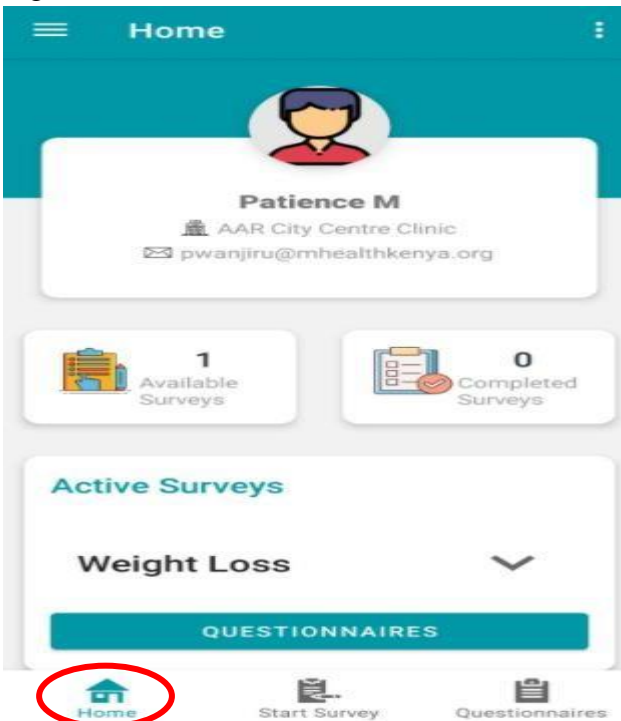 Home
Patience M
AAR City Centre Clinic
pwanjiru@mhealthkenya.org
1
Available
Surveys
0
Completed
Surveys
Active Surveys
Weight Loss
QUESTIONNAIRES
Home
Start Survey
Questionnaires